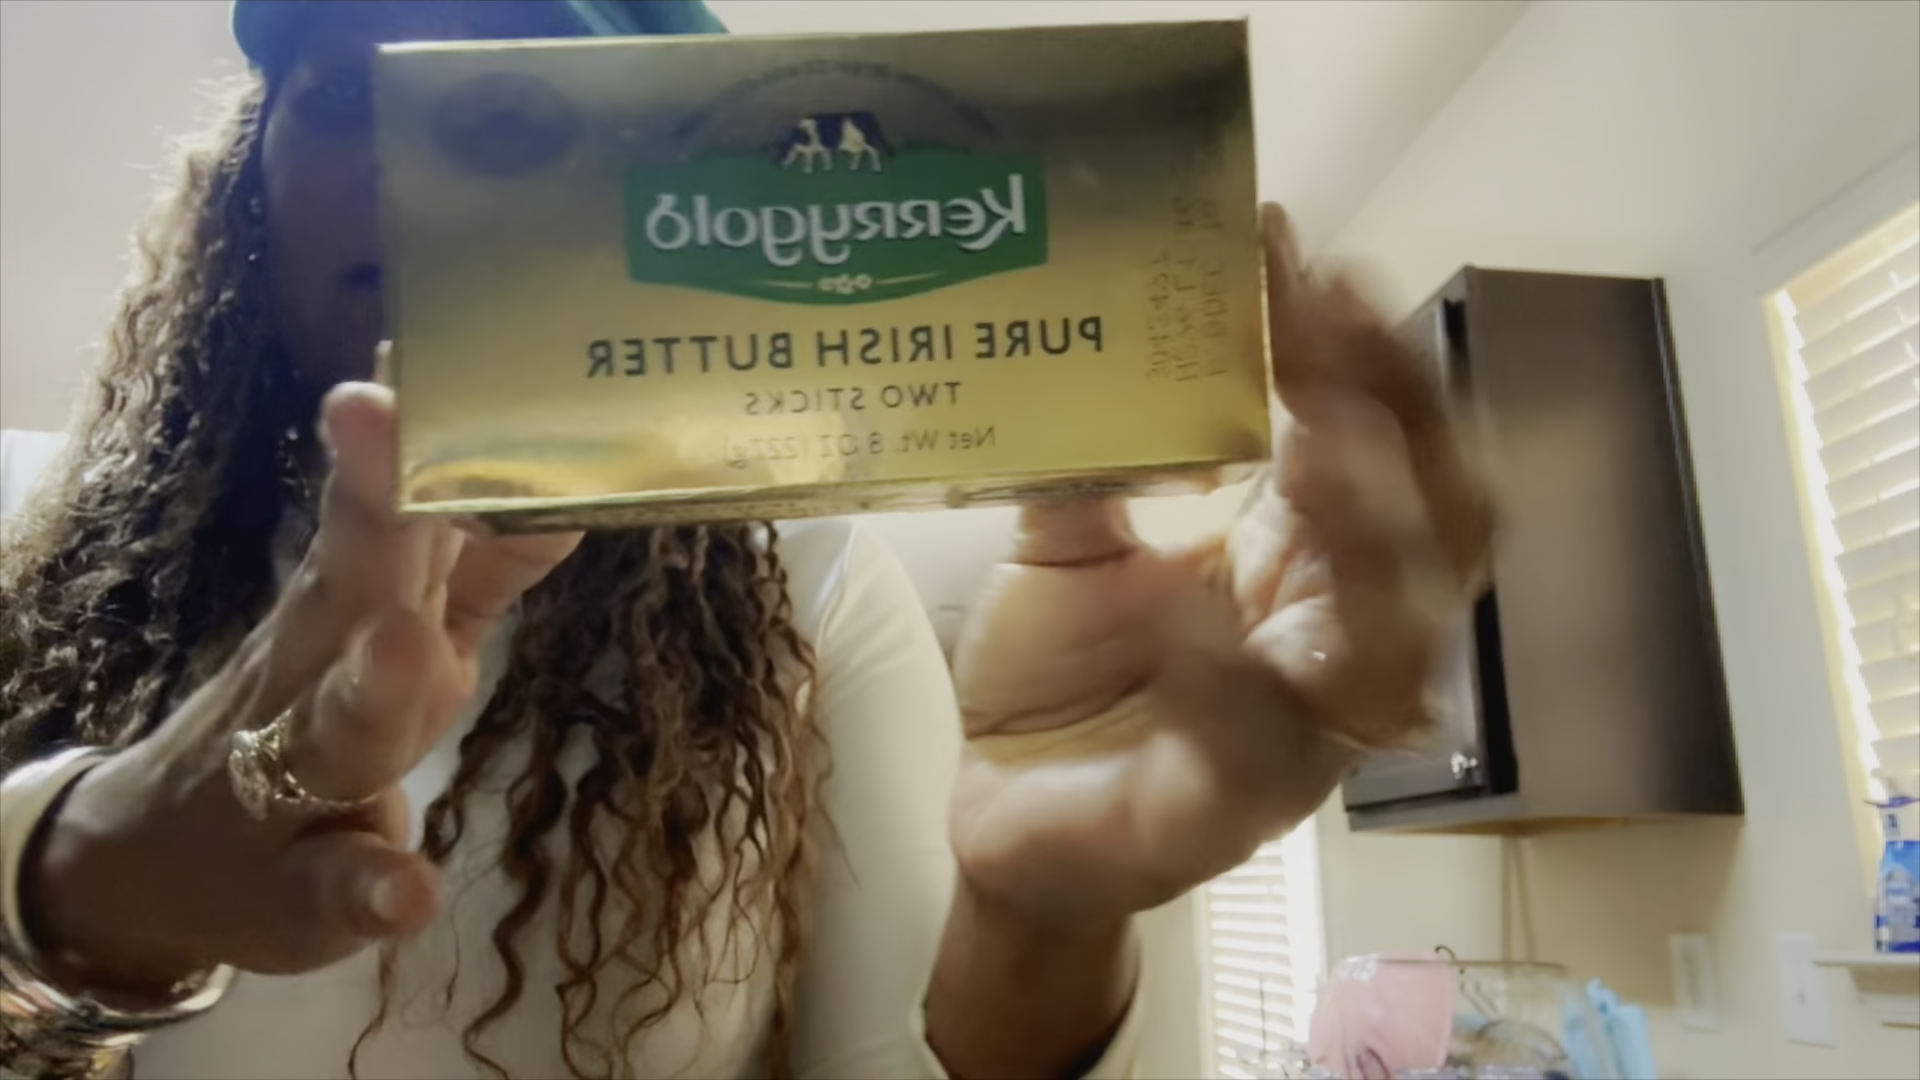 Kerrygold
PURE IRISH BUTTER
TWO STICKS
Net Wt. 8 OZ (227g)